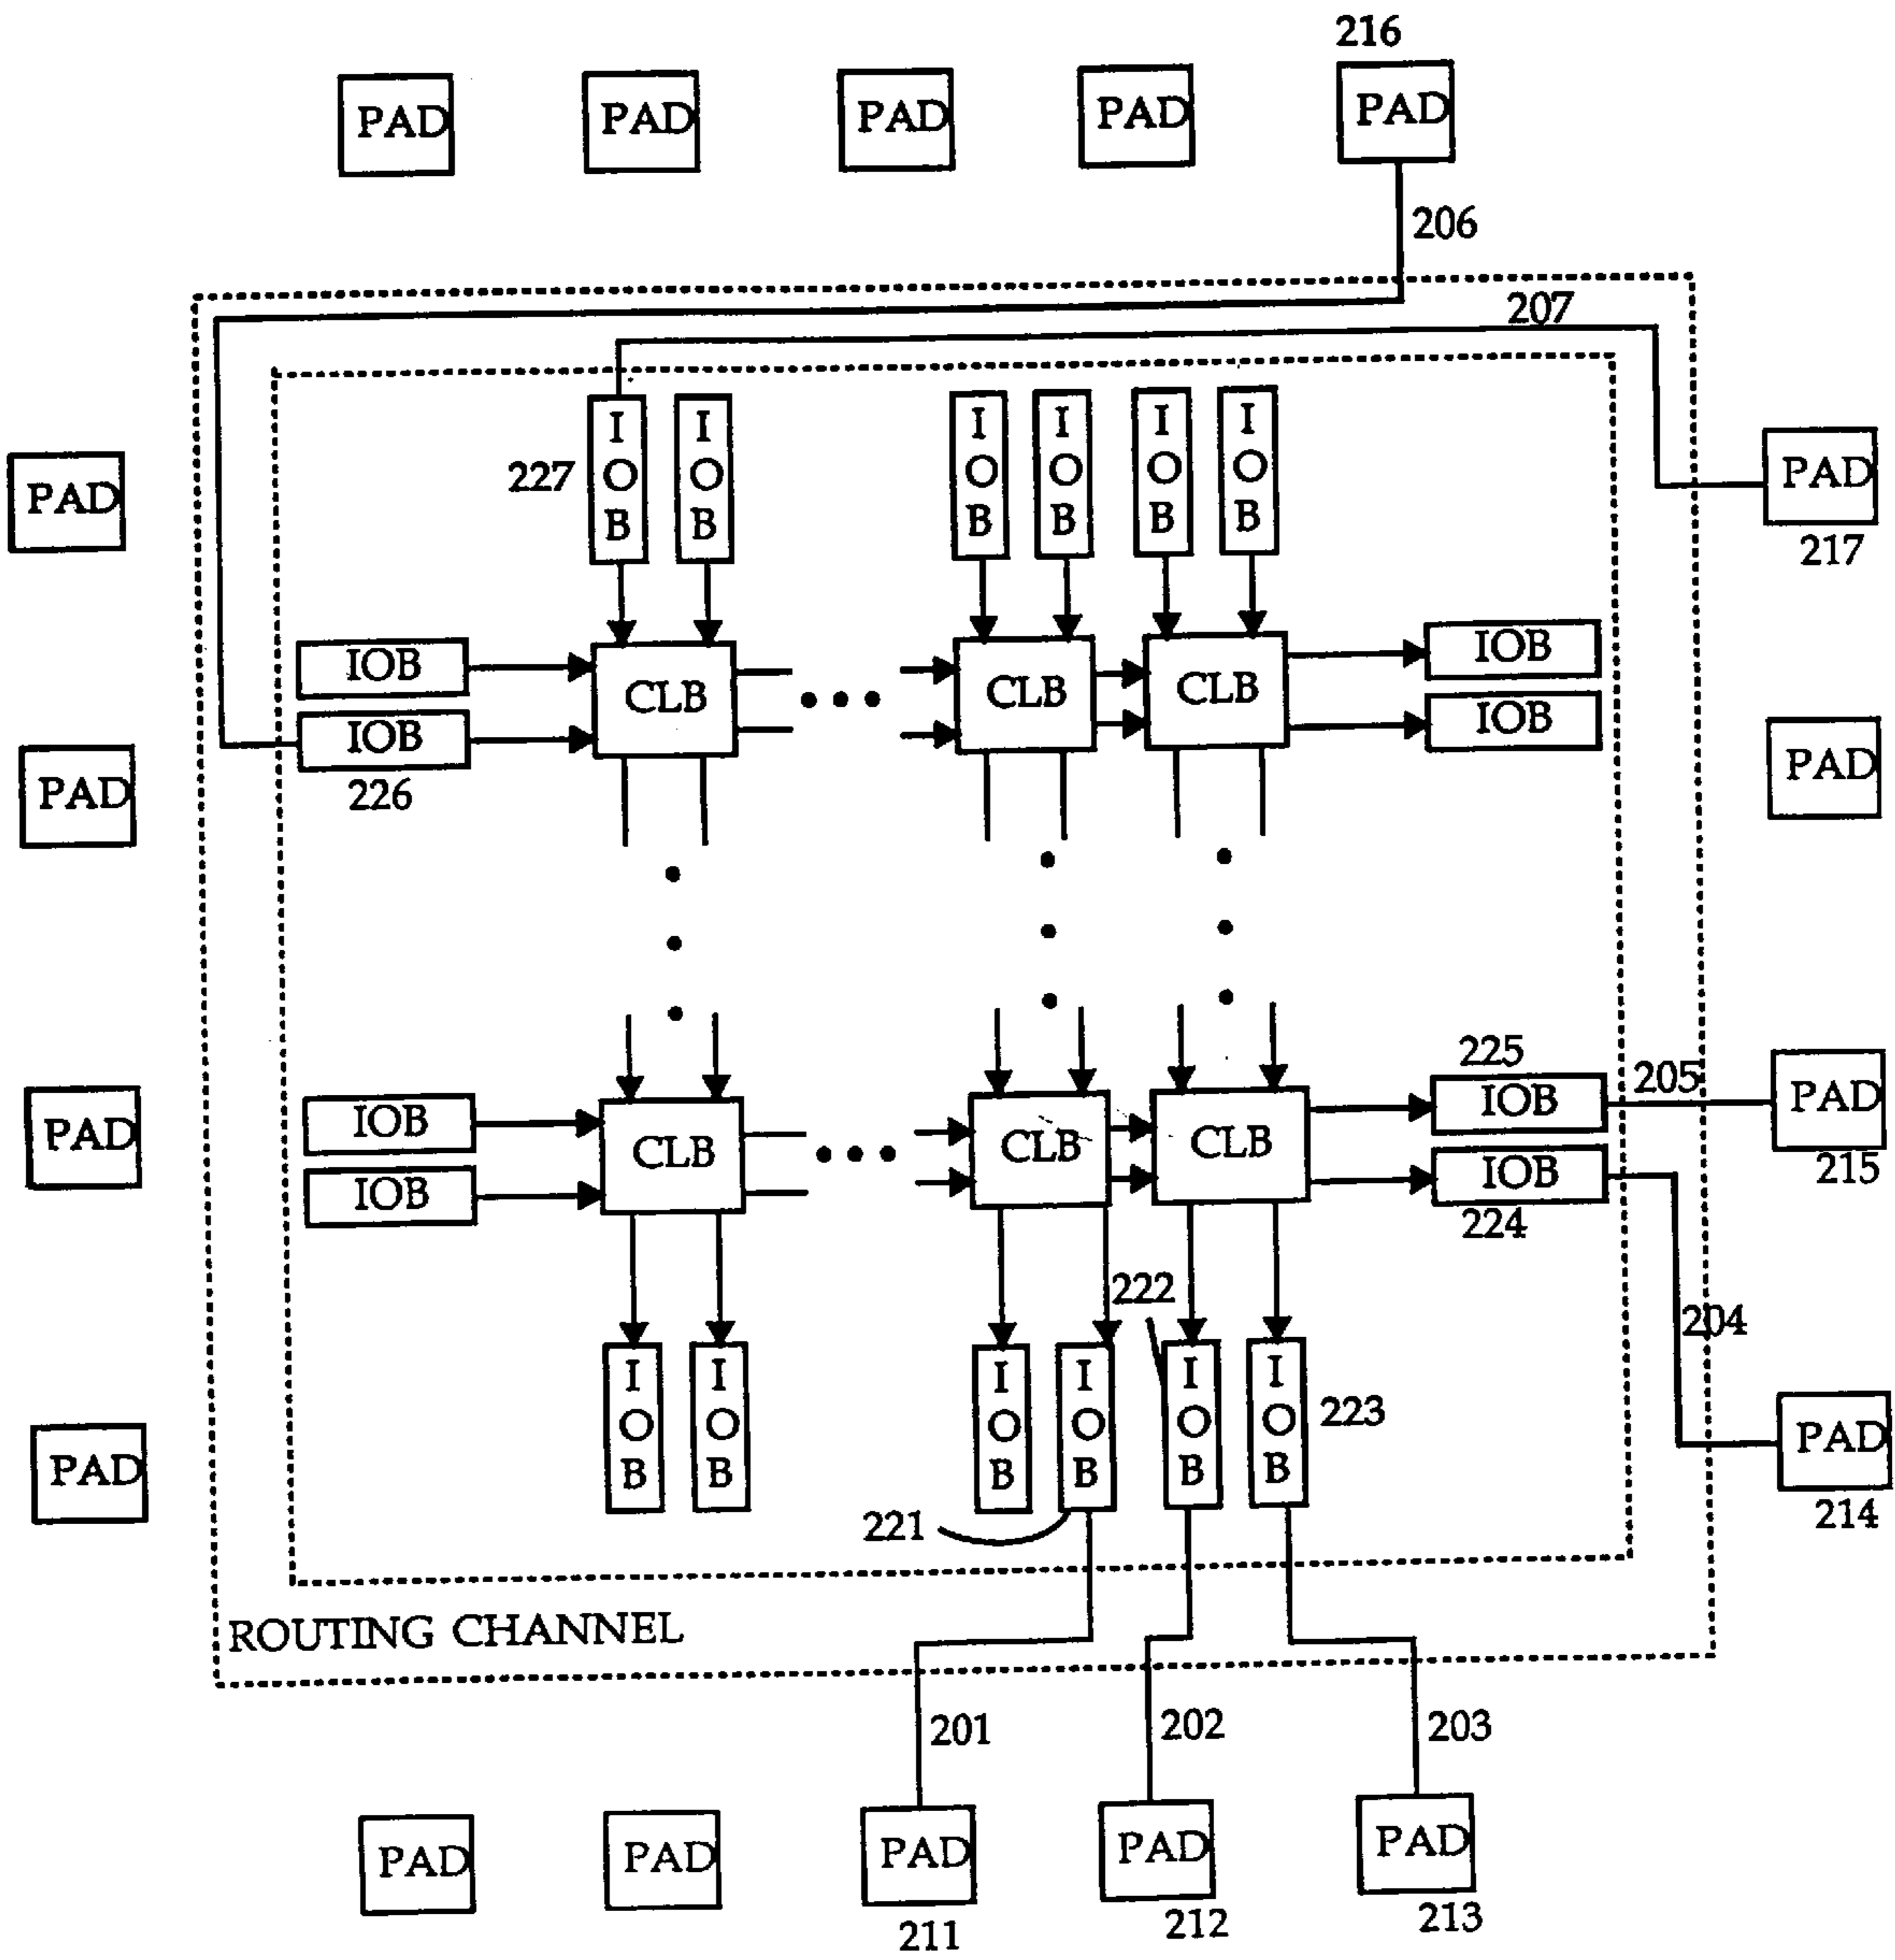 216
PAD PAD PAD PAD PAD
206
207
I I I I I I
O O O O O O
B B B B B B
227
PAD PAD
217
IOB CLB CLB CLB IOB
IOB IOB
226
PAD PAD
225
205
IOB CLB CLB CLB IOB PAD
PAD
IOB IOB
215
224
222
204
I I I I I I
O O O O O O
B B B B B B
223
PAD PAD
214
221
ROUTING CHANNEL
201 202 203
PAD PAD PAD PAD PAD
211 212 213